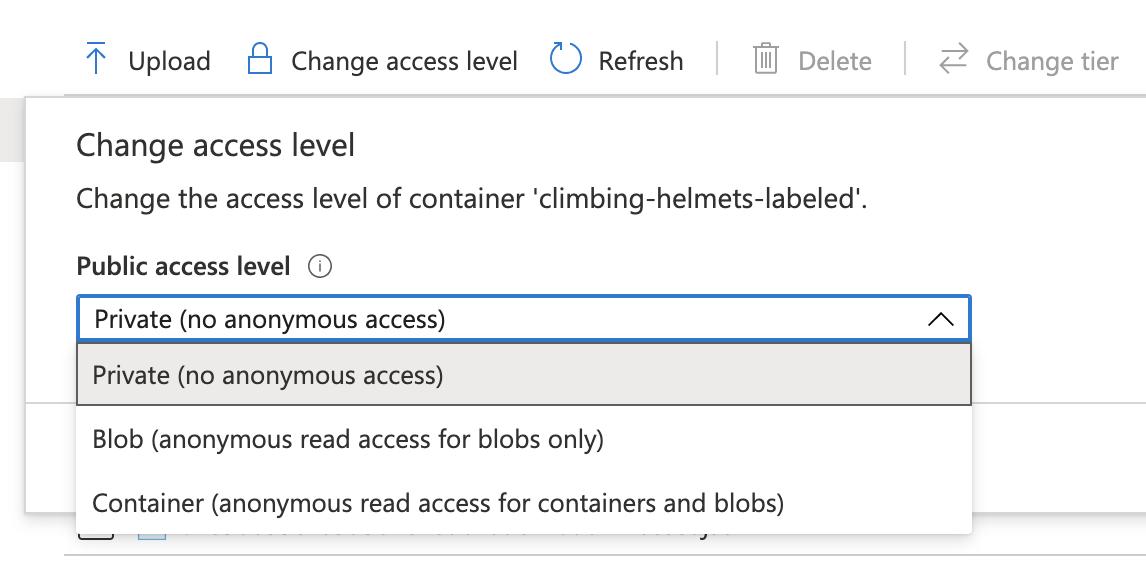 Upload Change access level Refresh Delete Change tier
Change access level
Change the access level of container 'climbing-helmets-labeled'.
Public access level
Private (no anonymous access)
Private (no anonymous access)
Blob (anonymous read access for blobs only)
Container (anonymous read access for containers and blobs)